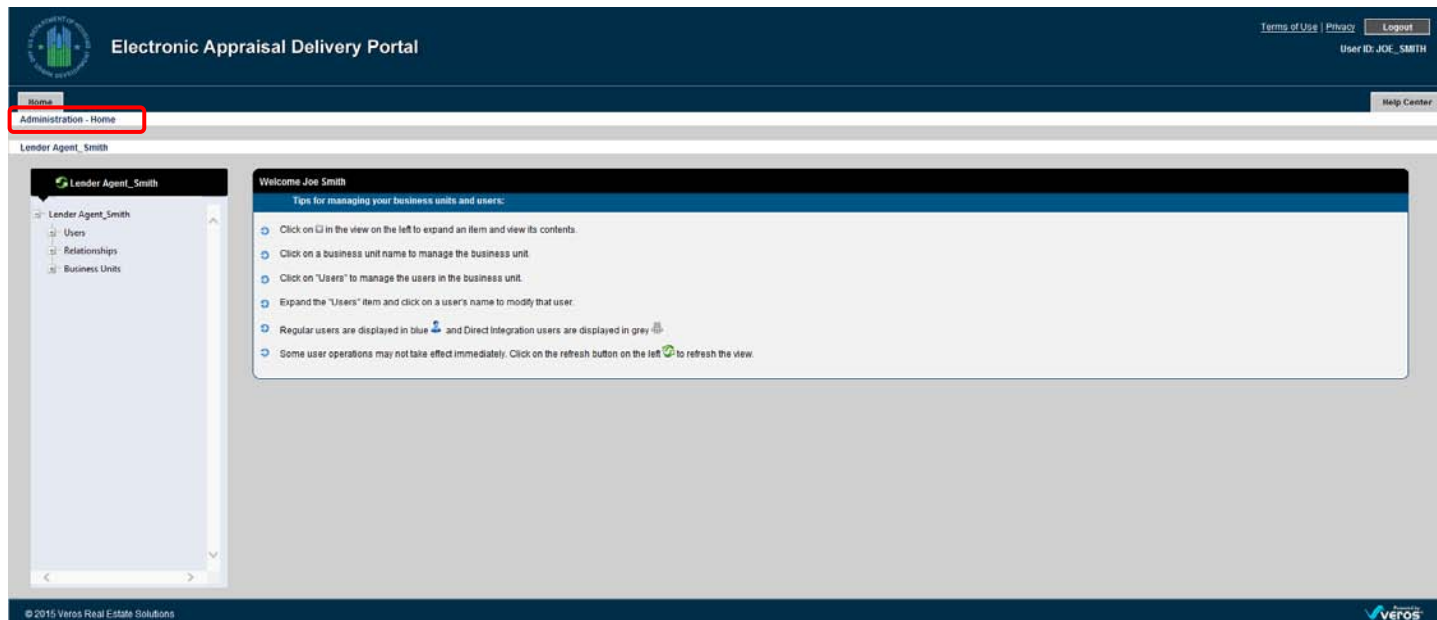 Terms of Use | Privacy Logout
Electronic Appraisal Delivery Portal
User ID: JOE_SMITH
Home Help Center
Administration - Home
Lender Agent_Smith
Lender Agent_Smith
Lender Agent_Smith
Users
Relationships
Business Units
Welcome Joe Smith
Tips for managing your business units and users:
Click on in the view on the left to expand an item and view its contents.
Click on a business unit name to manage the business unit.
Click on "Users" to manage the users in the business unit.
Expand the "Users" item and click on a user's name to modify that user.
Regular users are displayed in blue and Direct Integration users are displayed in grey
Some user operations may not take effect immediately. Click on the refresh button on the left to refresh the view.
© 2015 Veros Real Estate Solutions
Powered by
veros